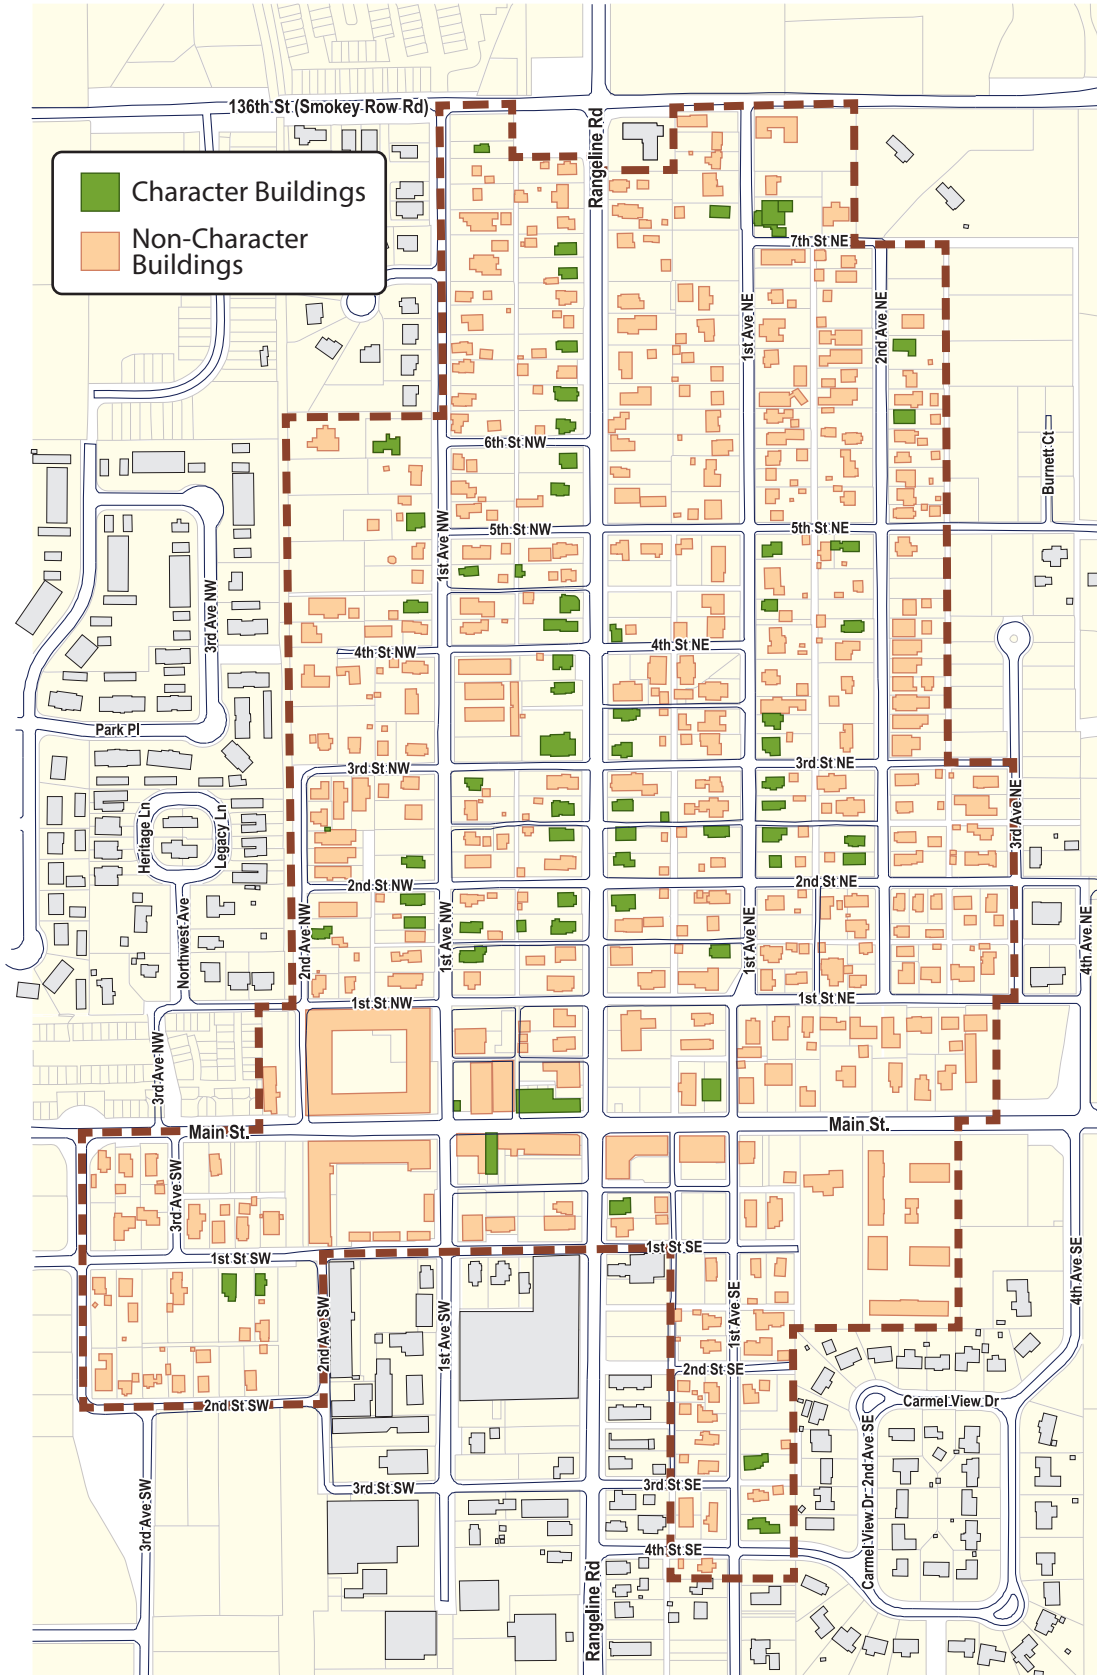 136th St (Smokey Row Rd)
Rangeline Rd
Character Buildings
Non-Character
Buildings
7th St NE
1st Ave NE
2nd Ave NE
6th St NW
Burnett Ct
5th St NW
5th St NE
1st Ave NW
3rd Ave NW
4th St NW
4th St NE
Park Pl
3rd St NW
3rd St NE
Heritage Ln
Legacy Ln
3rd Ave NE
2nd St NW
2nd St NE
Northwest Ave
2nd Ave NW
1st Ave NW
1st Ave NE
4th Ave NE
1st St NW
1st St NE
3rd Ave NW
Main St.
Main St.
3rd Ave SW
1st St SW
1st St SE
4th Ave SE
2nd Ave SW
1st Ave SW
1st Ave SE
2nd St SE
2nd St SW
Carmel View Dr
2nd Ave SE
Carmel View Dr
3rd St SW
3rd St SE
3rd Ave SW
4th St SE
Rangeline Rd